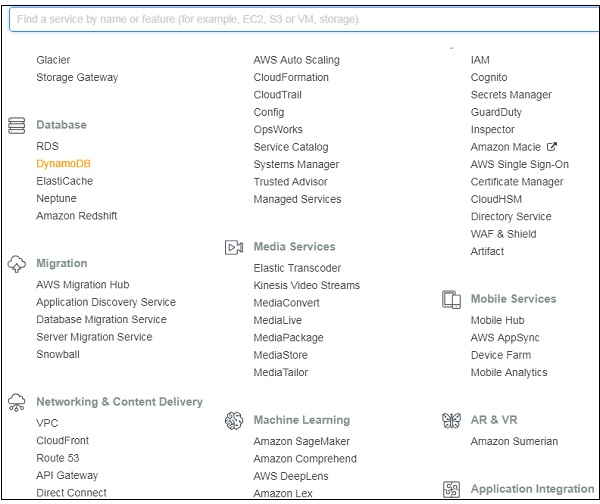 Find a service by name or feature (for example, EC2, S3 or VM, storage).
Glacier
Storage Gateway
Database
RDS
DynamoDB
ElastiCache
Neptune
Amazon Redshift
Migration
AWS Migration Hub
Application Discovery Service
Database Migration Service
Server Migration Service
Snowball
Networking & Content Delivery
VPC
CloudFront
Route 53
API Gateway
Direct Connect
AWS Auto Scaling
CloudFormation
CloudTrail
Config
OpsWorks
Service Catalog
Systems Manager
Trusted Advisor
Managed Services
Media Services
Elastic Transcoder
Kinesis Video Streams
MediaConvert
MediaLive
MediaPackage
MediaStore
MediaTailor
Machine Learning
Amazon SageMaker
Amazon Comprehend
AWS DeepLens
Amazon Lex
IAM
Cognito
Secrets Manager
GuardDuty
Inspector
Amazon Macie
AWS Single Sign-On
Certificate Manager
CloudHSM
Directory Service
WAF & Shield
Artifact
Mobile Services
Mobile Hub
AWS AppSync
Device Farm
Mobile Analytics
AR & VR
Amazon Sumerian
Application Integration